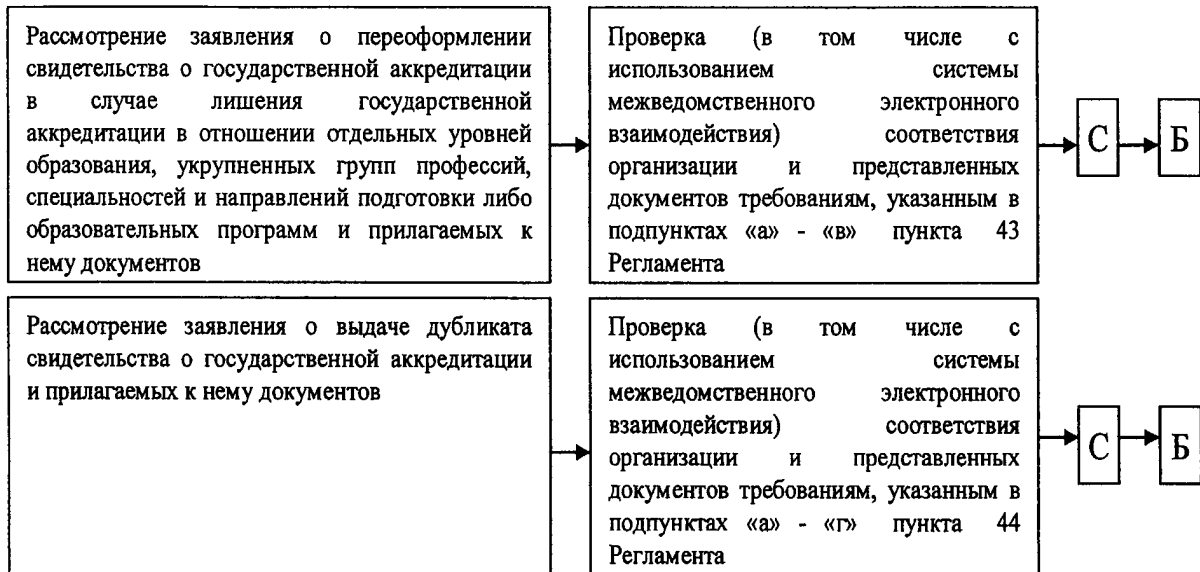 Рассмотрение заявления о переоформлении
свидетельства о государственной аккредитации
в случае лишения государственной
аккредитации в отношении отдельных уровней
образования, укрупненных групп профессий,
специальностей и направлений подготовки либо
образовательных программ и прилагаемых к
нему документов
Проверка (в том числе с
использованием системы
межведомственного электронного
взаимодействия) соответствия
организации и представленных
документов требованиям, указанным в
подпунктах «а» - «в» пункта 43
Регламента
С
Б
Рассмотрение заявления о выдаче дубликата
свидетельства о государственной аккредитации
и прилагаемых к нему документов
Проверка (в том числе с
использованием системы
межведомственного электронного
взаимодействия) соответствия
организации и представленных
документов требованиям, указанным в
подпунктах «а» - «г» пункта 44
Регламента
С
Б